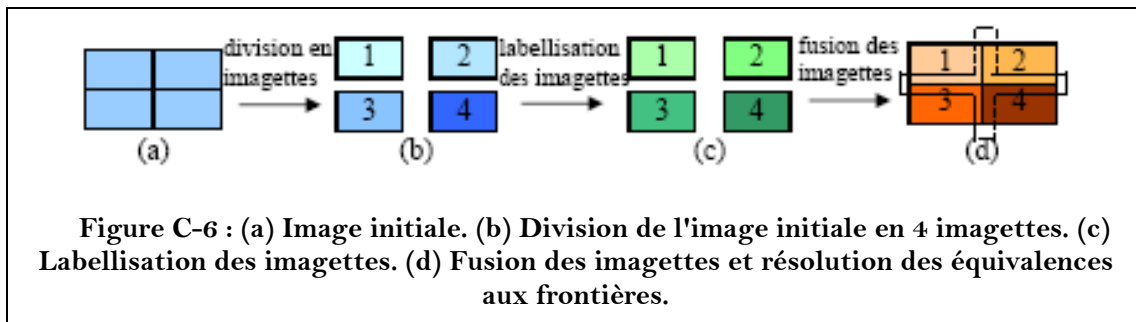 division en
imagettes
1 2
3 4
labellisation
des imagettes
1 2
3 4
fusion des
imagettes
1 2
3 4
(a) (b) (c) (d)
Figure C-6 : (a) Image initiale. (b) Division de l'image initiale en 4 imagettes. (c)
Labellisation des imagettes. (d) Fusion des imagettes et résolution des équivalences
aux frontières.